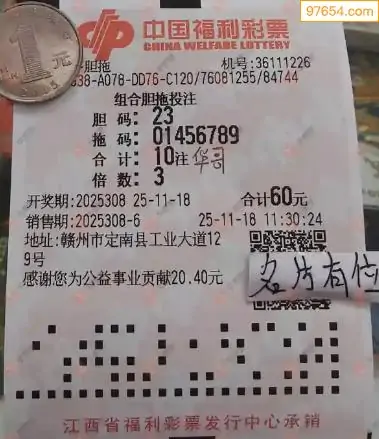 97654.com
中国福利彩票
CHINA WELFARE LOTTERY
1元
胆拖
机号:36111226
838-A078-DD76-C120/76081255/84744
组合胆拖投注
胆 码: 23
拖 码: 01456789
合 计: 10注 华哥
倍 数: 3
开奖期:2025308 25-11-18 合计60元
销售期:2025308-6 25-11-18 11:30:24
地址:赣州市定南县工业大道12
9号
感谢您为公益事业贡献20.40元
名片有位
江西省福利彩票发行中心承销